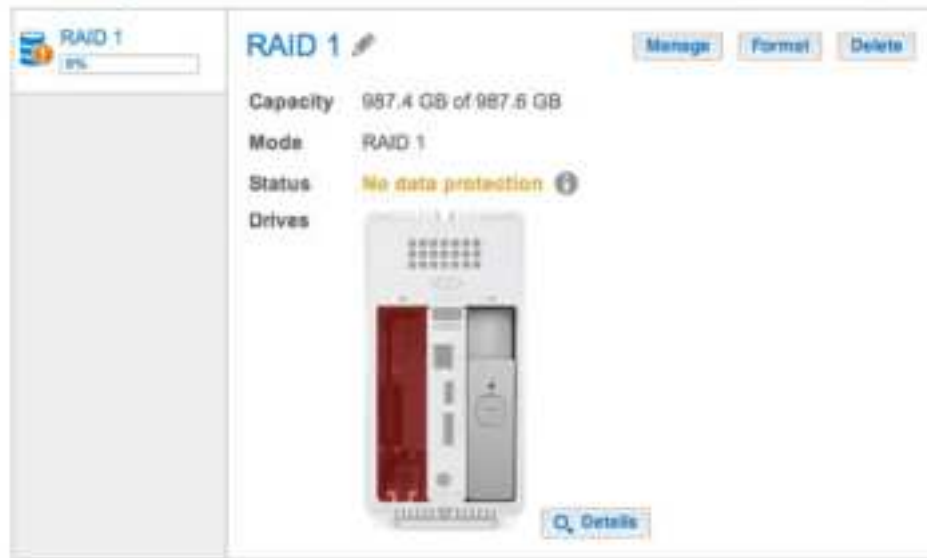 RAID 1
0%
RAID 1
Manage Format Delete
Capacity 987.4 GB of 987.6 GB
Mode RAID 1
Status No data protection
Drives
Details